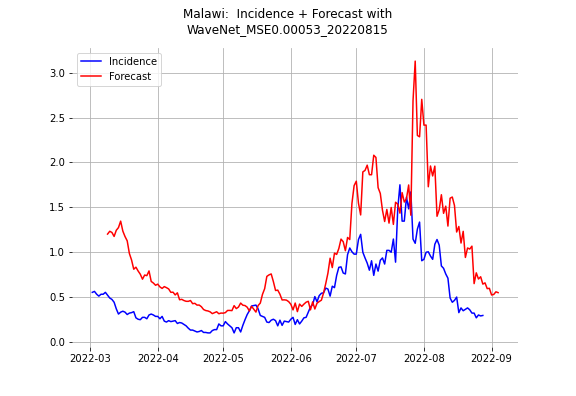 Malawi:  Incidence + Forecast with
WaveNet_MSE0.00053_20220815
Incidence
Forecast
3.0
2.5
2.0
1.5
1.0
0.5
0.0
2022-03 2022-04 2022-05 2022-06 2022-07 2022-08 2022-09